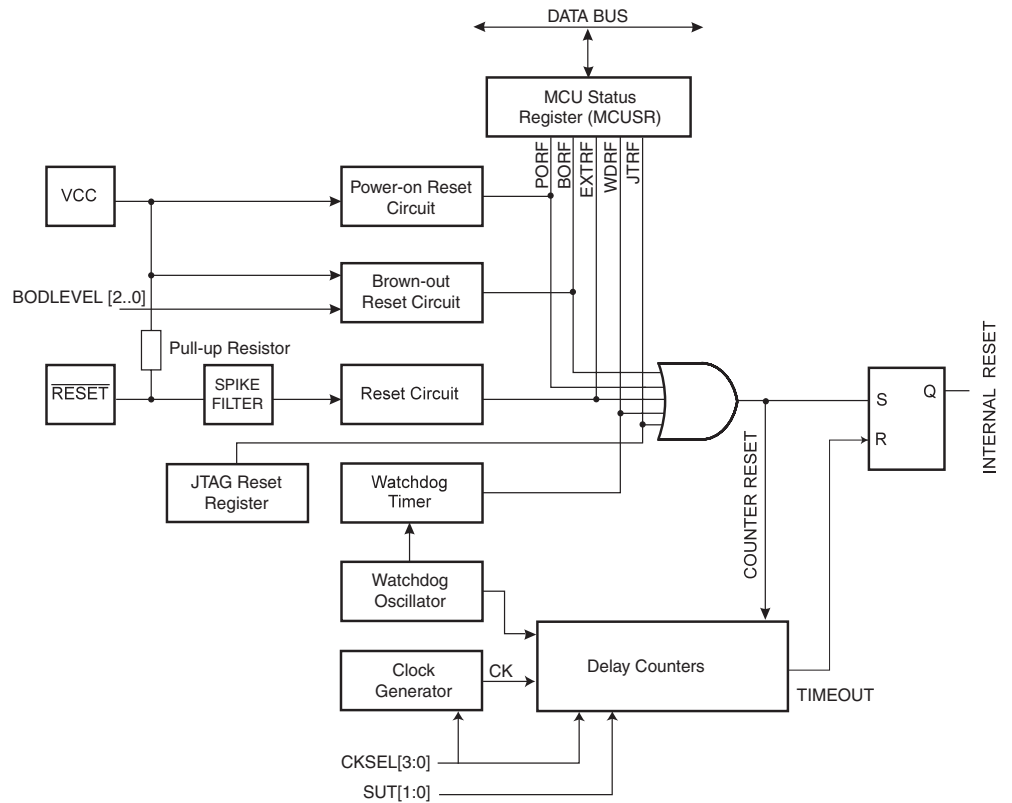 DATA BUS
MCU Status
Register (MCUSR)
PORF
BORF
EXTRF
WDRF
JTRF
VCC
Power-on Reset
Circuit
Brown-out
Reset Circuit
BODLEVEL [2..0]
Pull-up Resistor
RESET
SPIKE
FILTER
Reset Circuit
JTAG Reset
Register
Watchdog
Timer
Watchdog
Oscillator
Clock
Generator
CK
CKSEL[3:0]
SUT[1:0]
Delay Counters
COUNTER RESET
TIMEOUT
S
R
Q
INTERNAL RESET